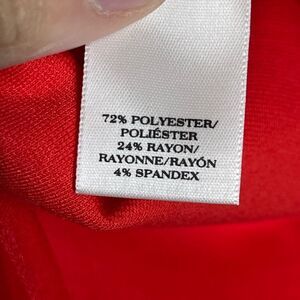 72% POLYESTER/
POLIÉSTER
24% RAYON/
RAYONNE/RAYÓN
4% SPANDEX